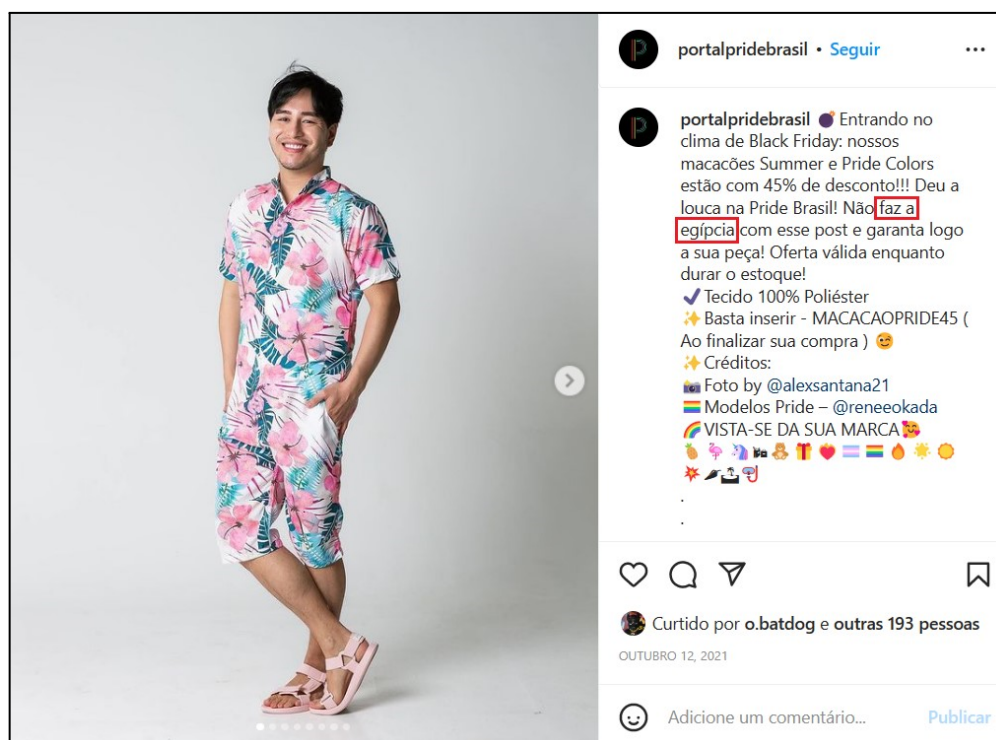 portalpridebrasil • Seguir
portalpridebrasil 💣 Entrando no
clima de Black Friday: nossos
macacões Summer e Pride Colors
estão com 45% de desconto!!! Deu a
louca na Pride Brasil! Não faz a
egípcia com esse post e garanta logo
a sua peça! Oferta válida enquanto
durar o estoque!
✔Tecido 100% Poliéster
✨Basta inserir - MACACAOPRIDE45 (
Ao finalizar sua compra ) 😉
✨Créditos:
📸Foto by @alexsantana21
🏳️‍🌈Modelos Pride – @reneeokada
🌈VISTA-SE DA SUA MARCA🥰
.
.
Curtido por o.batdog e outras 193 pessoas
OUTUBRO 12, 2021
Adicione um comentário... Publicar